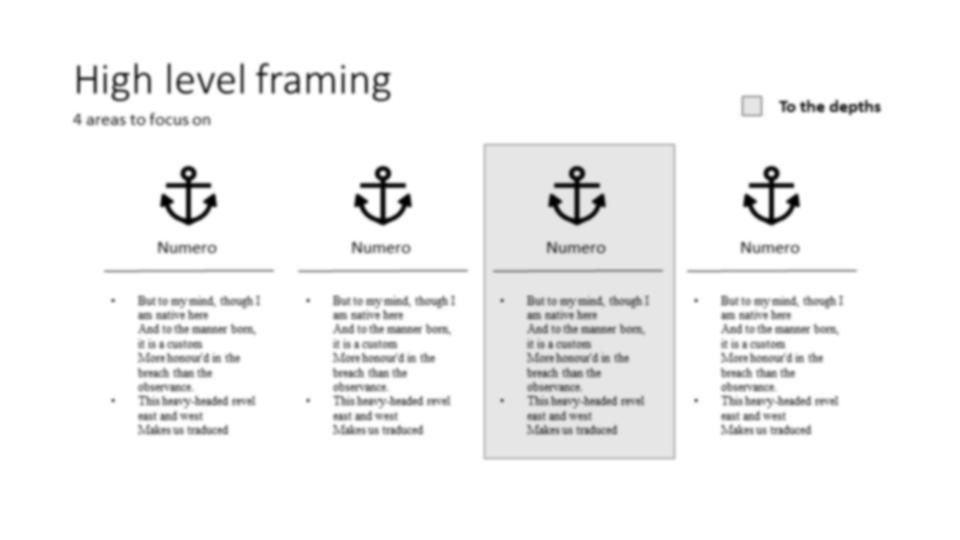 High level framing
4 areas to focus on
To the depths
Numero
• But to my mind, though I
am native here
And to the manner born,
it is a custom
More honour'd in the
breach than the
observance.
• This heavy-headed revel
east and west
Makes us traduced
Numero
• But to my mind, though I
am native here
And to the manner born,
it is a custom
More honour'd in the
breach than the
observance.
• This heavy-headed revel
east and west
Makes us traduced
Numero
• But to my mind, though I
am native here
And to the manner born,
it is a custom
More honour'd in the
breach than the
observance.
• This heavy-headed revel
east and west
Makes us traduced
Numero
• But to my mind, though I
am native here
And to the manner born,
it is a custom
More honour'd in the
breach than the
observance.
• This heavy-headed revel
east and west
Makes us traduced